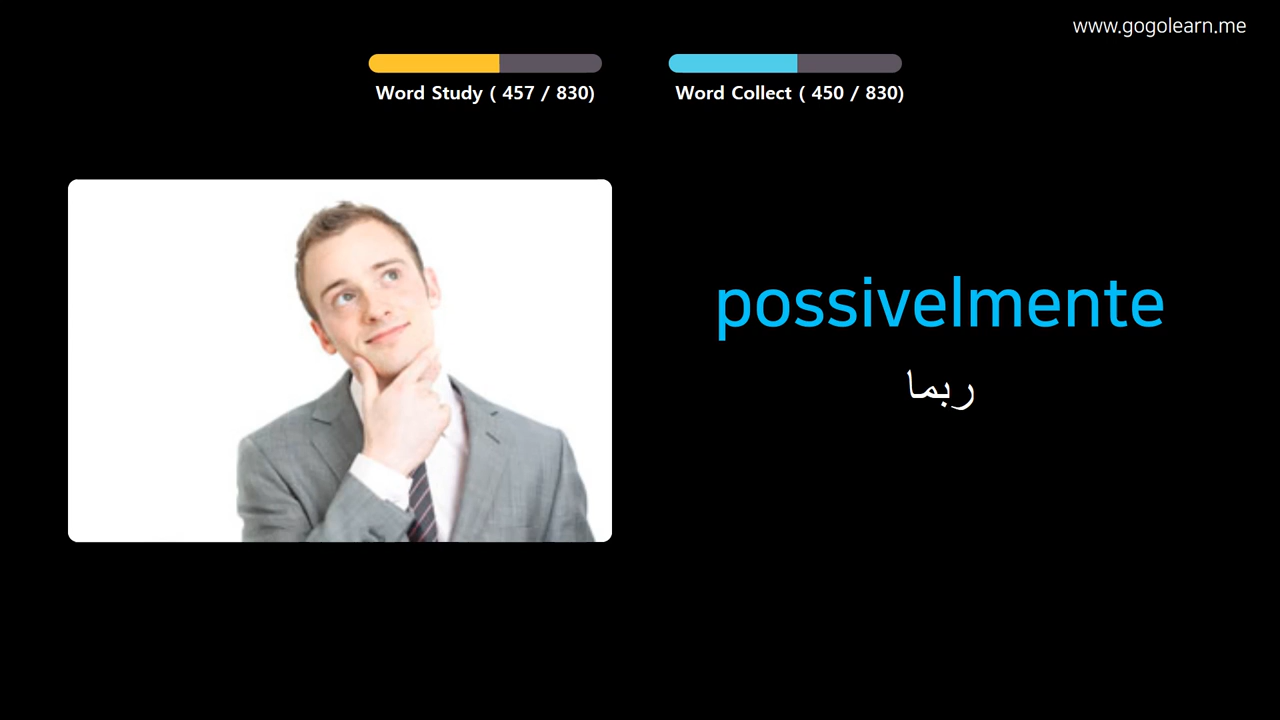 www.gogolearn.me
Word Study ( 457 / 830)
Word Collect ( 450 / 830)
possivelmente
ربما